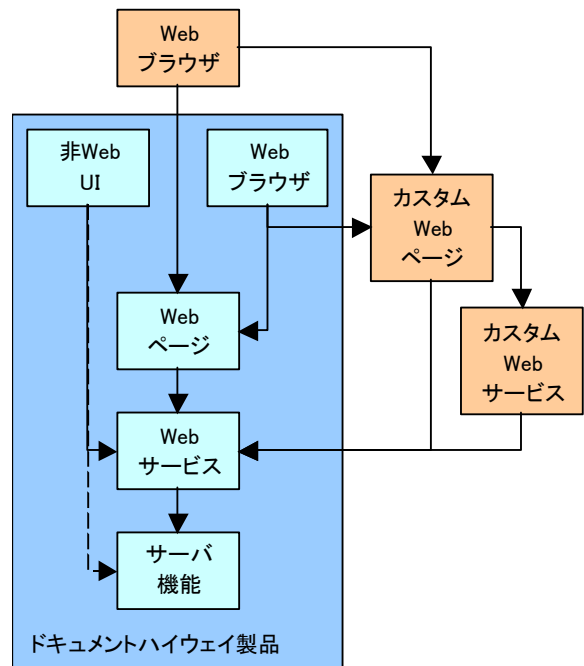 Web
ブラウザ
非Web
UI
Web
ブラウザ
カスタム
Web
ページ
Web
ページ
カスタム
Web
サービス
Web
サービス
サーバ
機能
ドキュメントハイウェイ製品